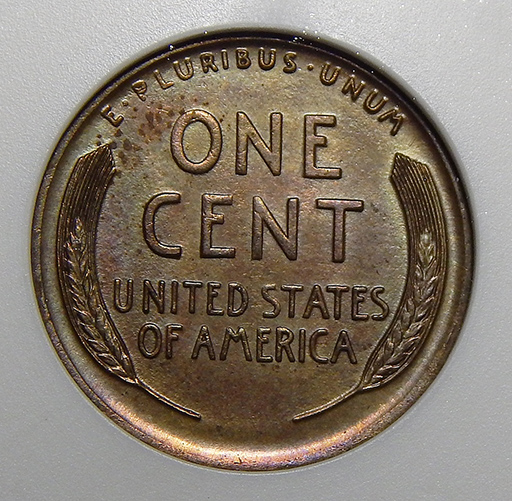 E · PLURIBUS · UNUM
ONE
CENT
UNITED STATES
OF AMERICA